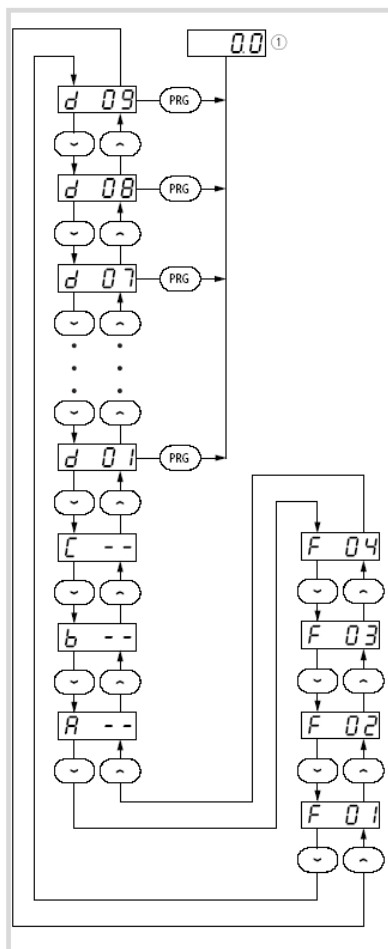 0.0 ①
d 09 PRG
d 08 PRG
d 07 PRG
d 01 PRG
C --
b --
A --
F 04
F 03
F 02
F 01